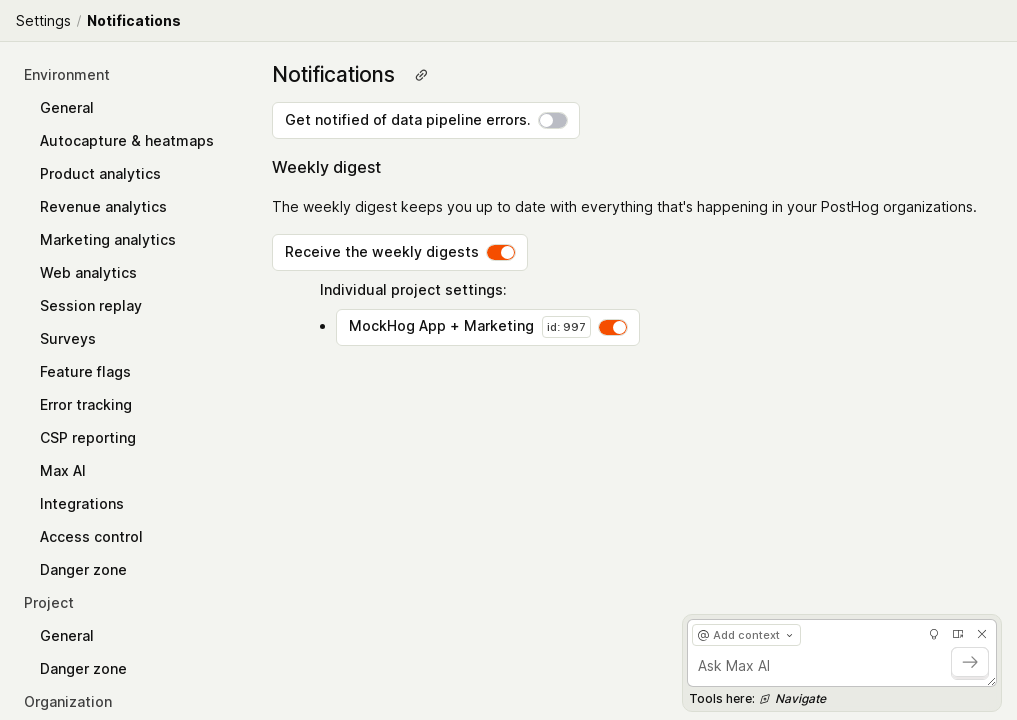 Settings / Notifications
Environment
General
Autocapture & heatmaps
Product analytics
Revenue analytics
Marketing analytics
Web analytics
Session replay
Surveys
Feature flags
Error tracking
CSP reporting
Max AI
Integrations
Access control
Danger zone
Project
General
Danger zone
Organization
Notifications
Get notified of data pipeline errors.
Weekly digest
The weekly digest keeps you up to date with everything that's happening in your PostHog organizations.
Receive the weekly digests
Individual project settings:
• MockHog App + Marketing id: 997
@ Add context
Ask Max AI
Tools here: Navigate